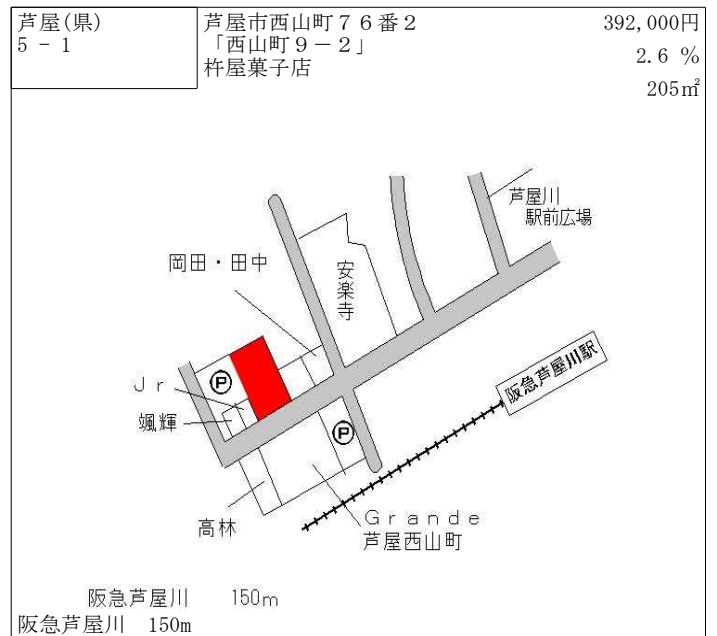 芦屋(県)
5 - 1
芦屋市西山町７６番２
「西山町９－２」
杵屋菓子店
392,000円
2.6 %
205㎡
芦屋川
駅前広場
岡田・田中
安楽寺
阪急芦屋川駅
Ｐ
Ｊｒ
颯輝
Ｐ
高林
Ｇｒａｎｄｅ
芦屋西山町
阪急芦屋川　150ｍ
阪急芦屋川　150m